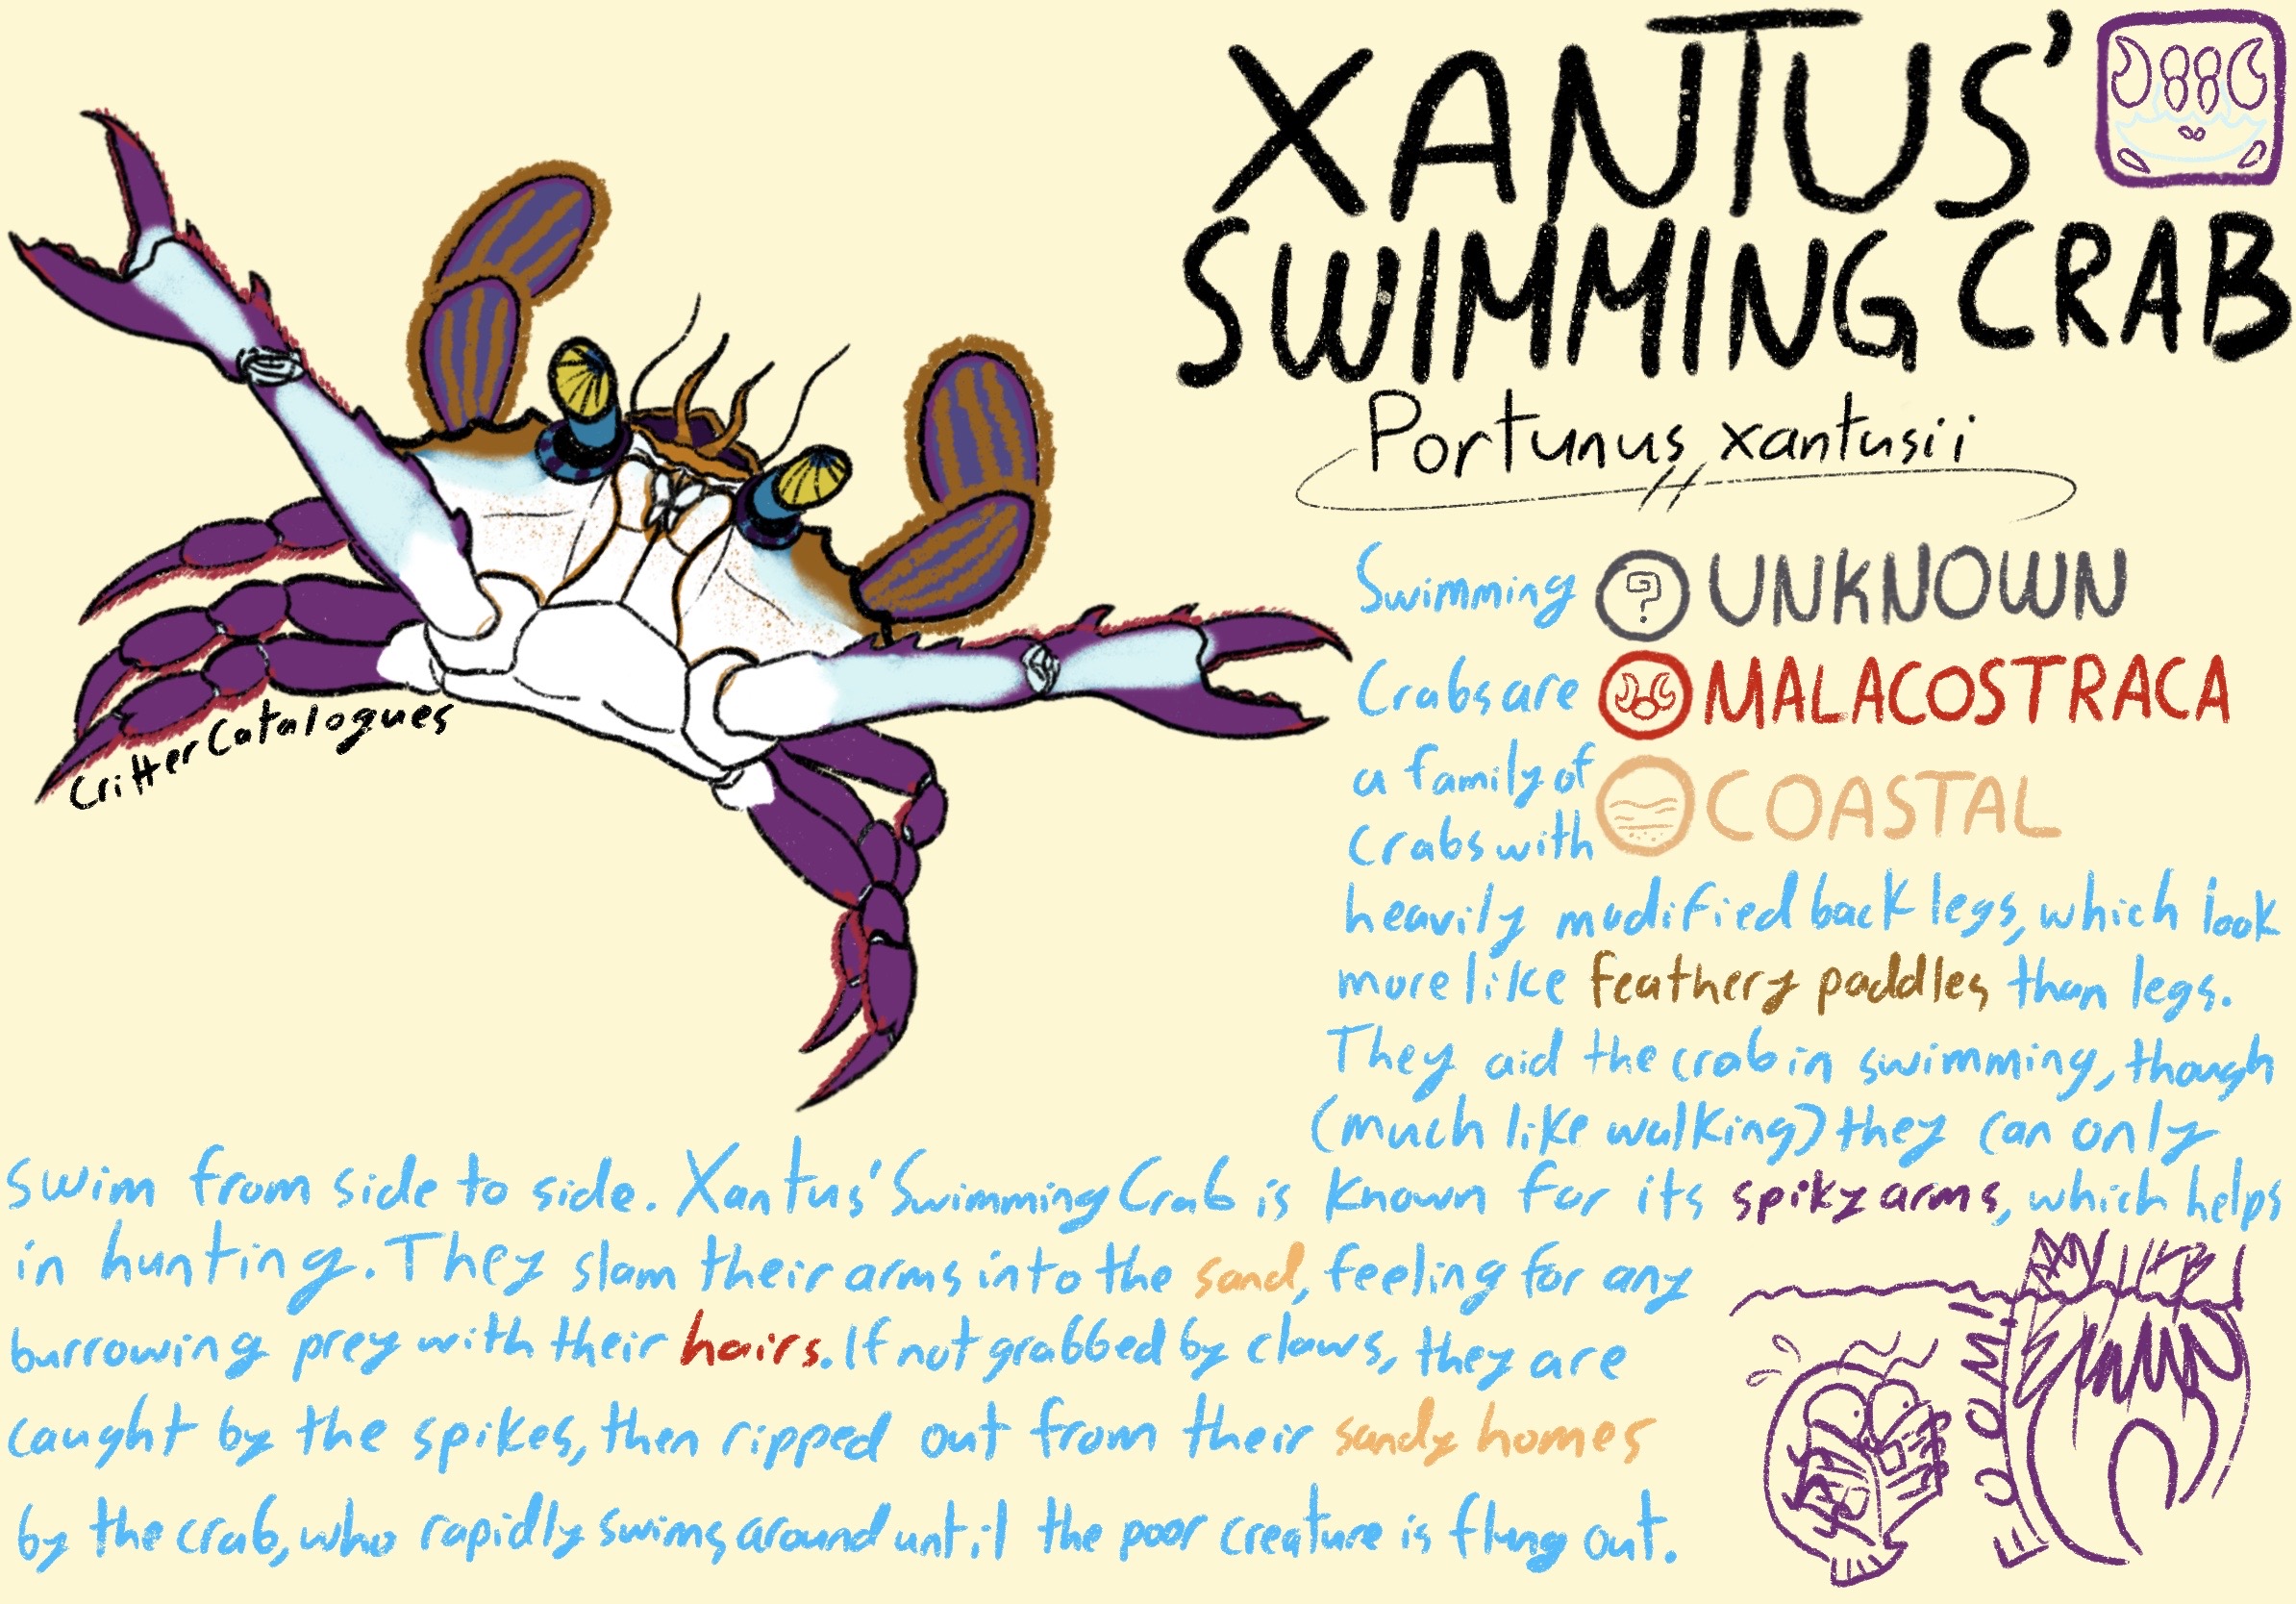 XANTUS'
SWIMMING CRAB
Portunus xantusii
Swimming
? UNKNOWN
Crabs are
MALACOSTRACA
a family of
COASTAL
crabs with
heavily modified back legs, which look
more like feathery paddles than legs.
They aid the crab in swimming, though
(much like walking) they can only
swim from side to side. Xantus' Swimming Crab is known for its spiky arms, which helps
in hunting. They slam their arms into the sand, feeling for any
burrowing prey with their hairs. If not grabbed by claws, they are
caught by the spikes, then ripped out from their sandy homes
by the crab, who rapidly swims around until the poor creature is flung out.
CritterCatalogues